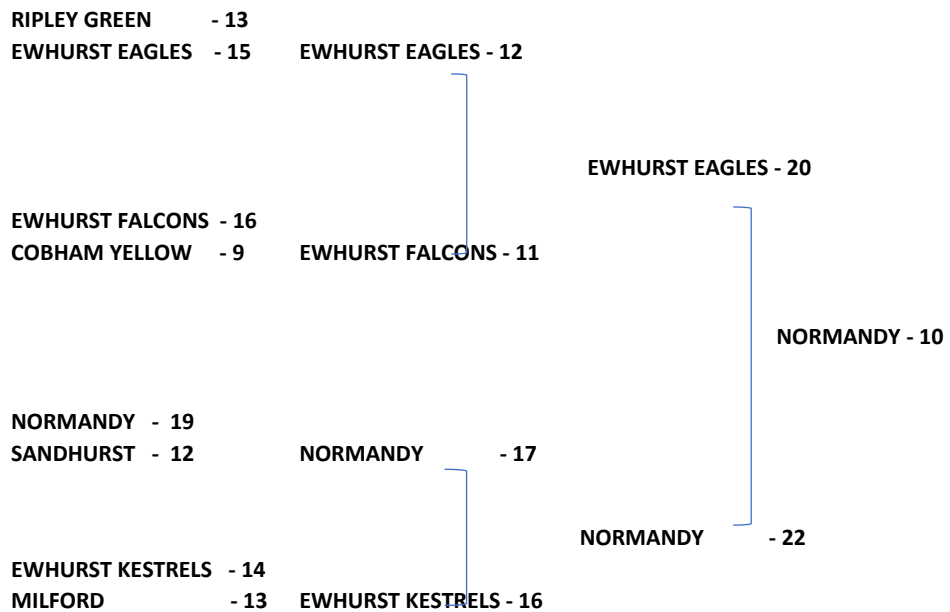 RIPLEY GREEN - 13
EWHURST EAGLES - 15 EWHURST EAGLES - 12
EWHURST EAGLES - 20
EWHURST FALCONS - 16
COBHAM YELLOW - 9 EWHURST FALCONS - 11
NORMANDY - 10
NORMANDY - 19
SANDHURST - 12 NORMANDY - 17
NORMANDY - 22
EWHURST KESTRELS - 14
MILFORD - 13 EWHURST KESTRELS - 16